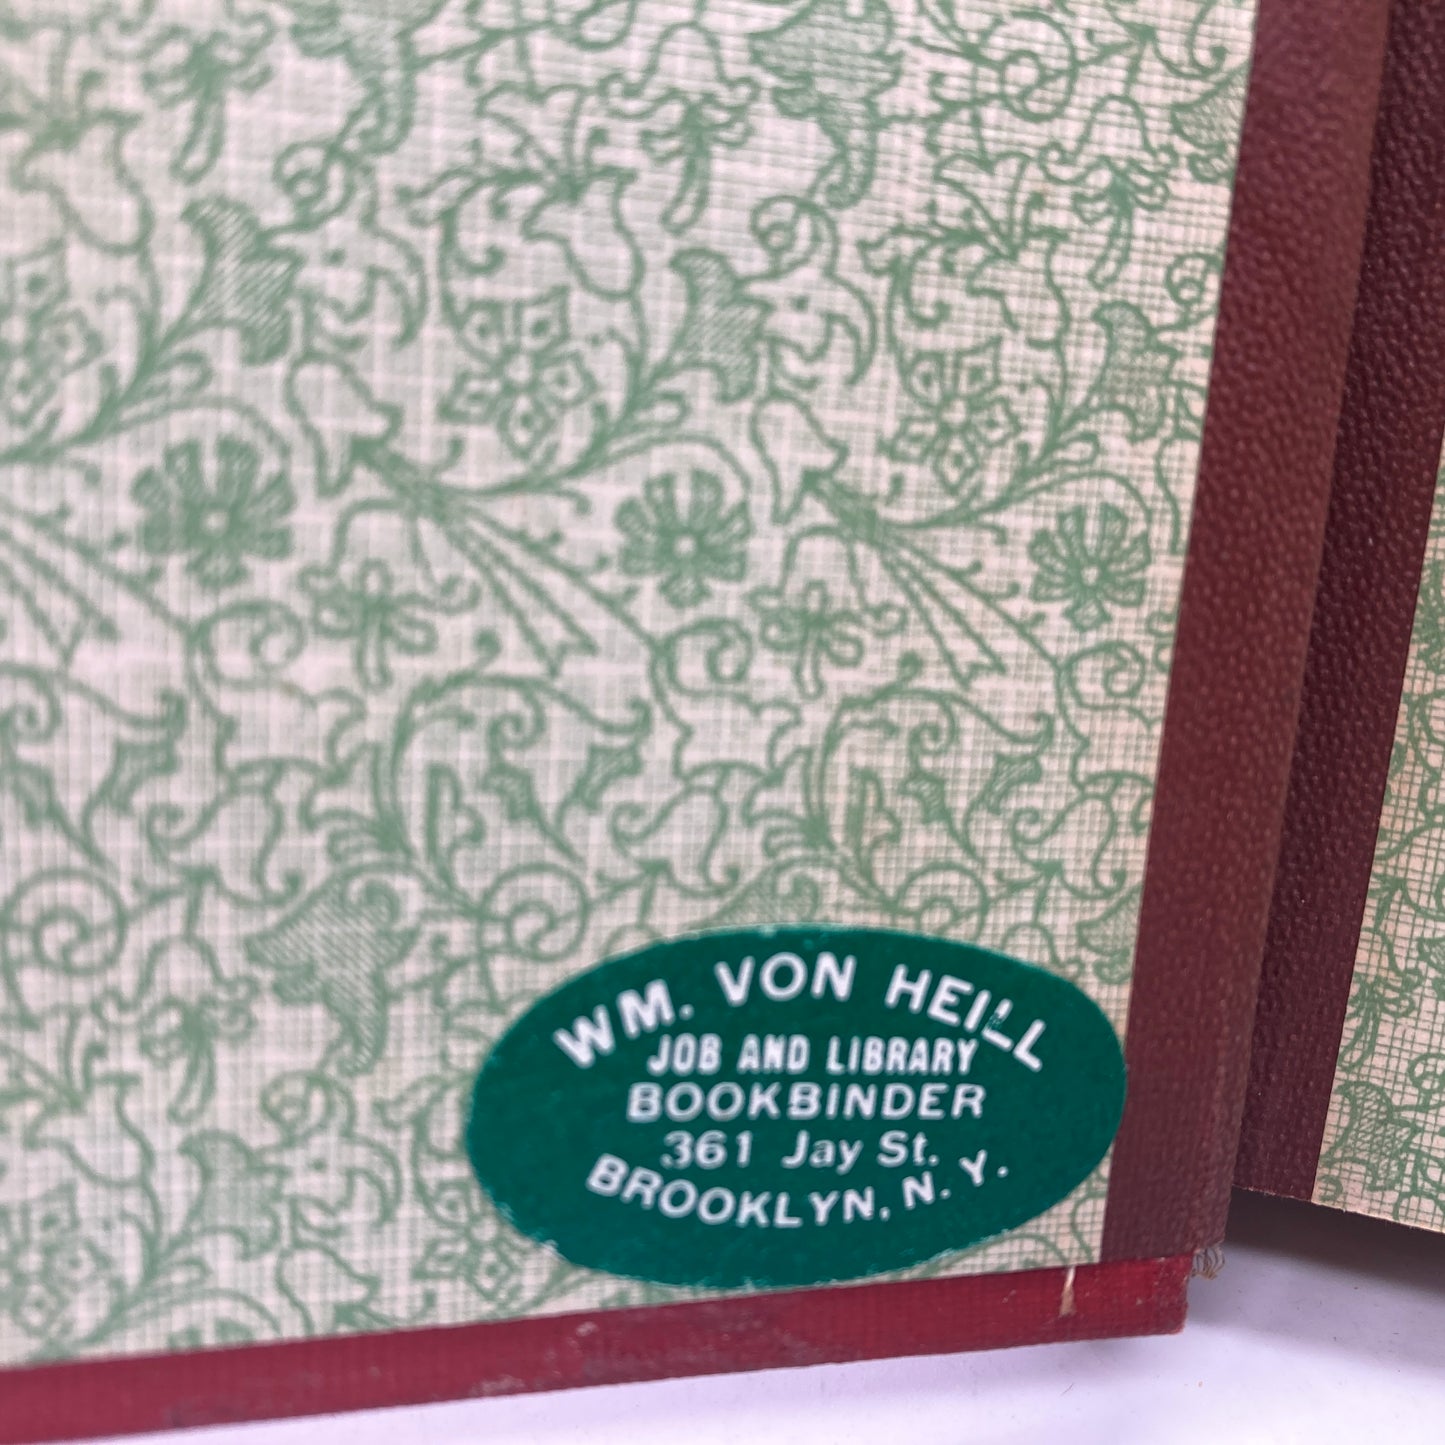 WM. VON HEILL
JOB AND LIBRARY
BOOKBINDER
361 Jay St.
BROOKLYN, N. Y.